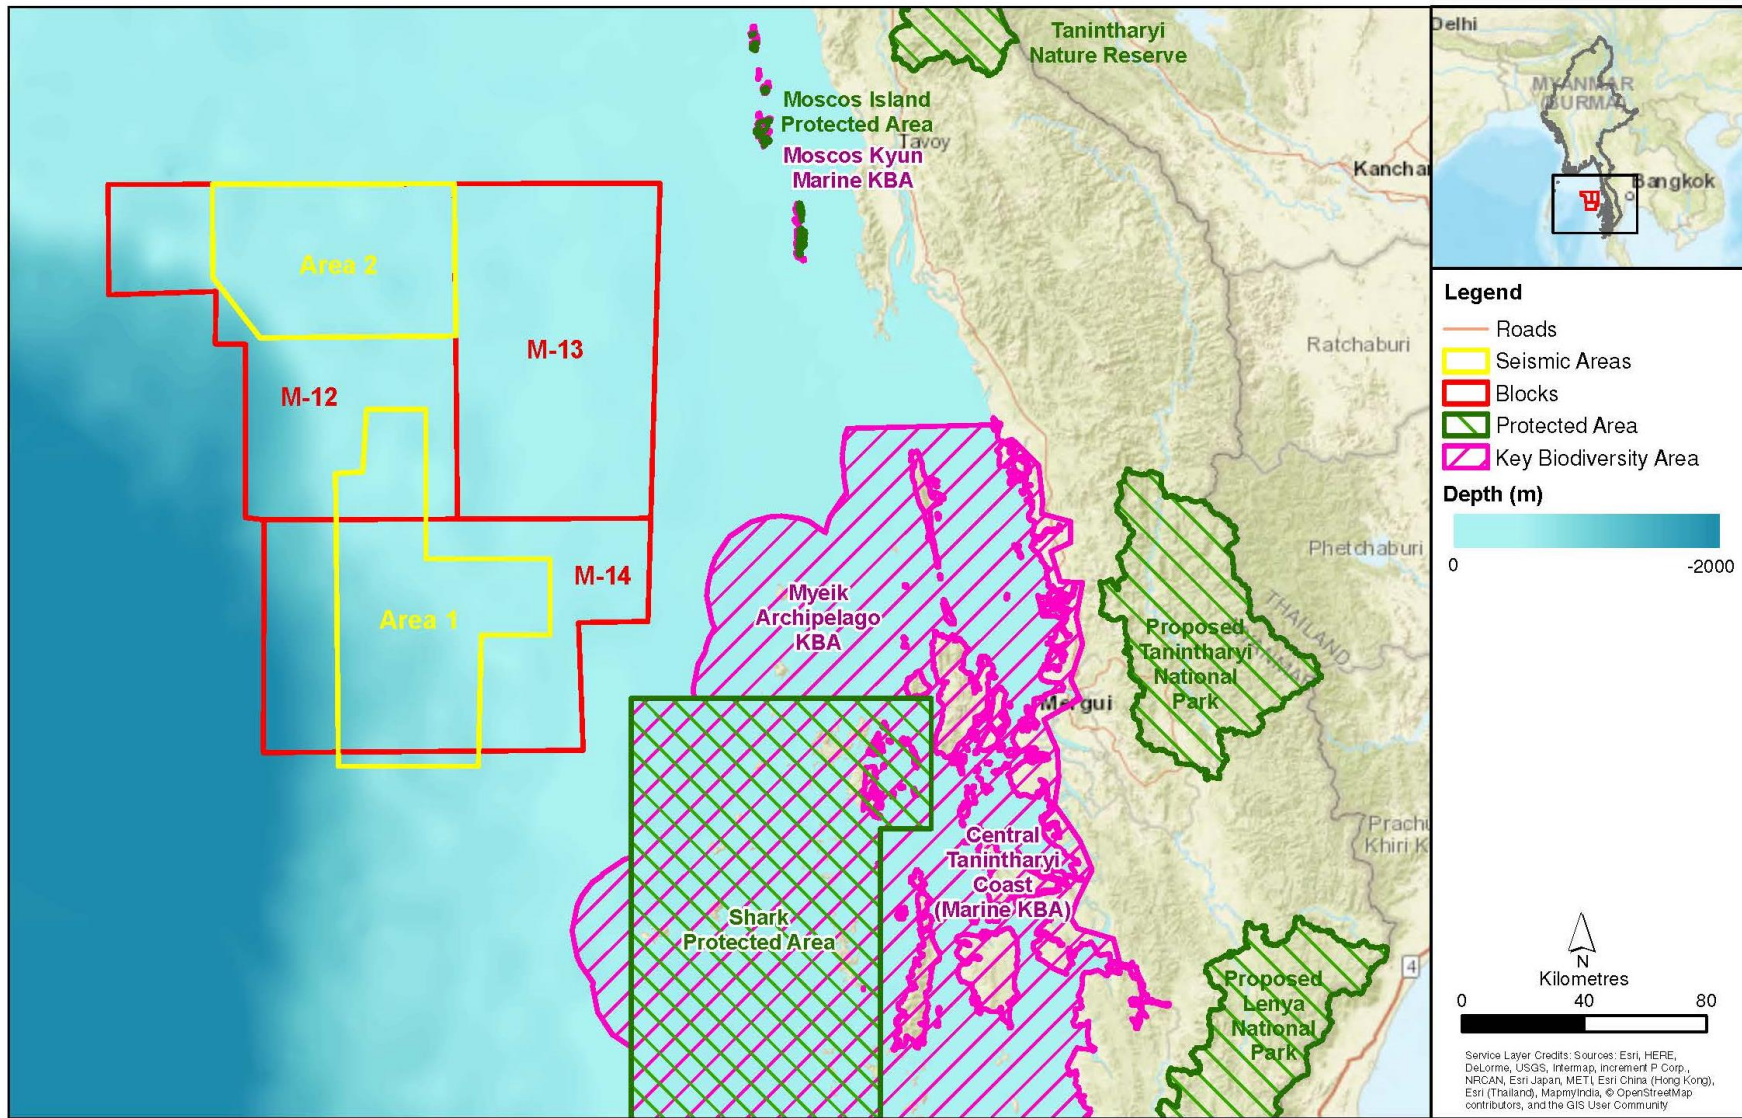 Tanintharyi
Nature Reserve
Moscos Island
Protected Area
Tavoy
Moscos Kyun
Marine KBA
Kancha
Area 2
M-13
M-12
Ratchaburi
Phetchaburi
M-14
Area 1
Myeik
Archipelago
KBA
THAILAND
Proposed
Tanintharyi
National
Park
Mergui
Prachu
Khiri K
Central
Tanintharyi
Coast
(Marine KBA)
Shark
Protected Area
Proposed
Lenya
National
Park
4
Delhi
MYANMAR
(BURMA)
Bangkok
Legend
Roads
Seismic Areas
Blocks
Protected Area
Key Biodiversity Area
Depth (m)
0 -2000
N
Kilometres
0 40 80
Service Layer Credits: Sources: Esri, HERE,
DeLorme, USGS, Intermap, increment P Corp.,
NRCAN, Esri Japan, METI, Esri China (Hong Kong),
Esri (Thailand), MapmyIndia, © OpenStreetMap
contributors, and the GIS User Community